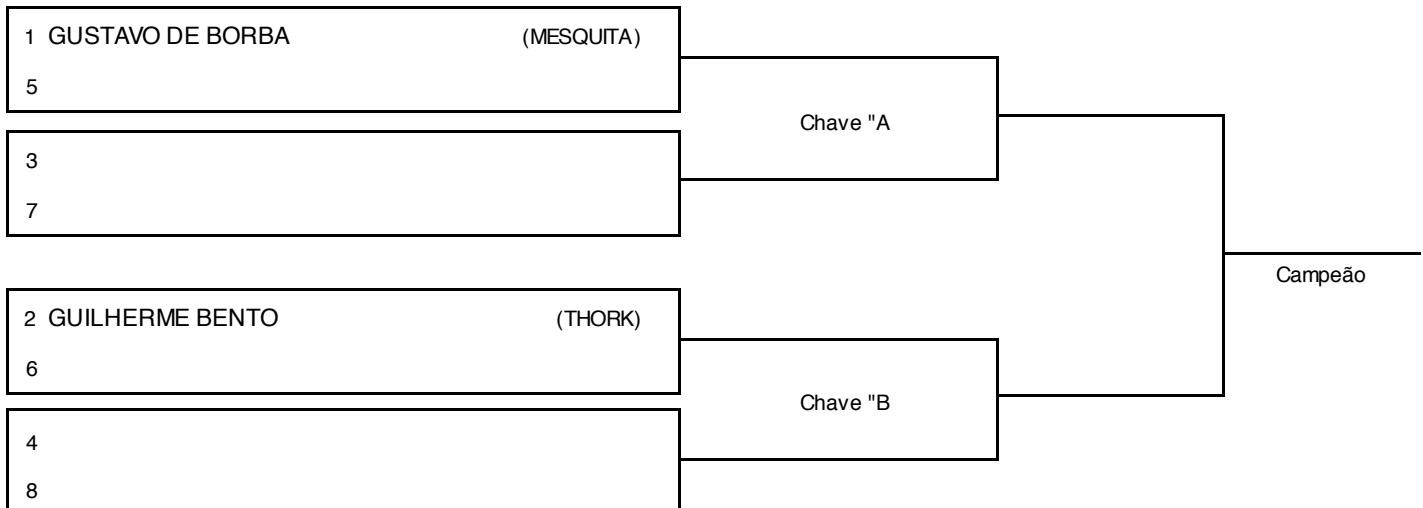 1 GUSTAVO DE BORBA (MESQUITA)
5
Chave "A
3
7
Campeão
2 GUILHERME BENTO (THORK)
6
Chave "B
4
8